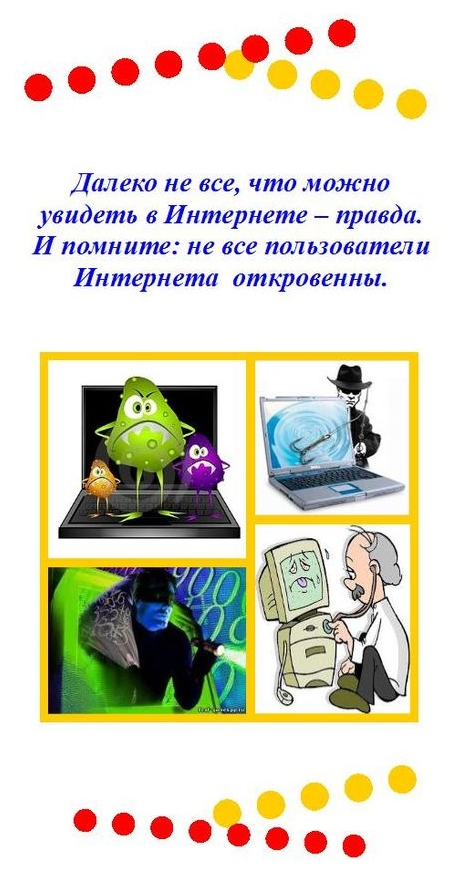 Далеко не все, что можно
увидеть в Интернете – правда.
И помните: не все пользователи
Интернета откровенны.